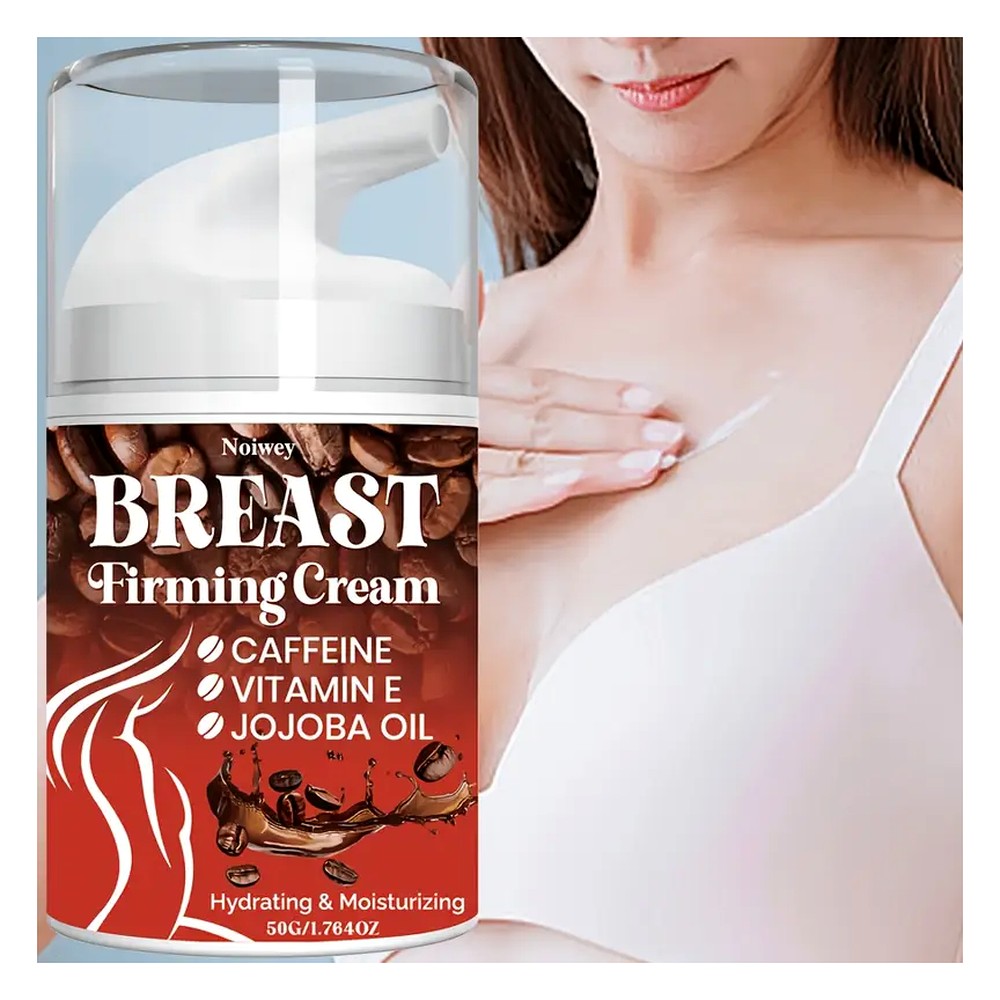 Noiwey
BREAST
Firming Cream
CAFFEINE
VITAMIN E
JOJOBA OIL
Hydrating & Moisturizing
50G/1.764OZ